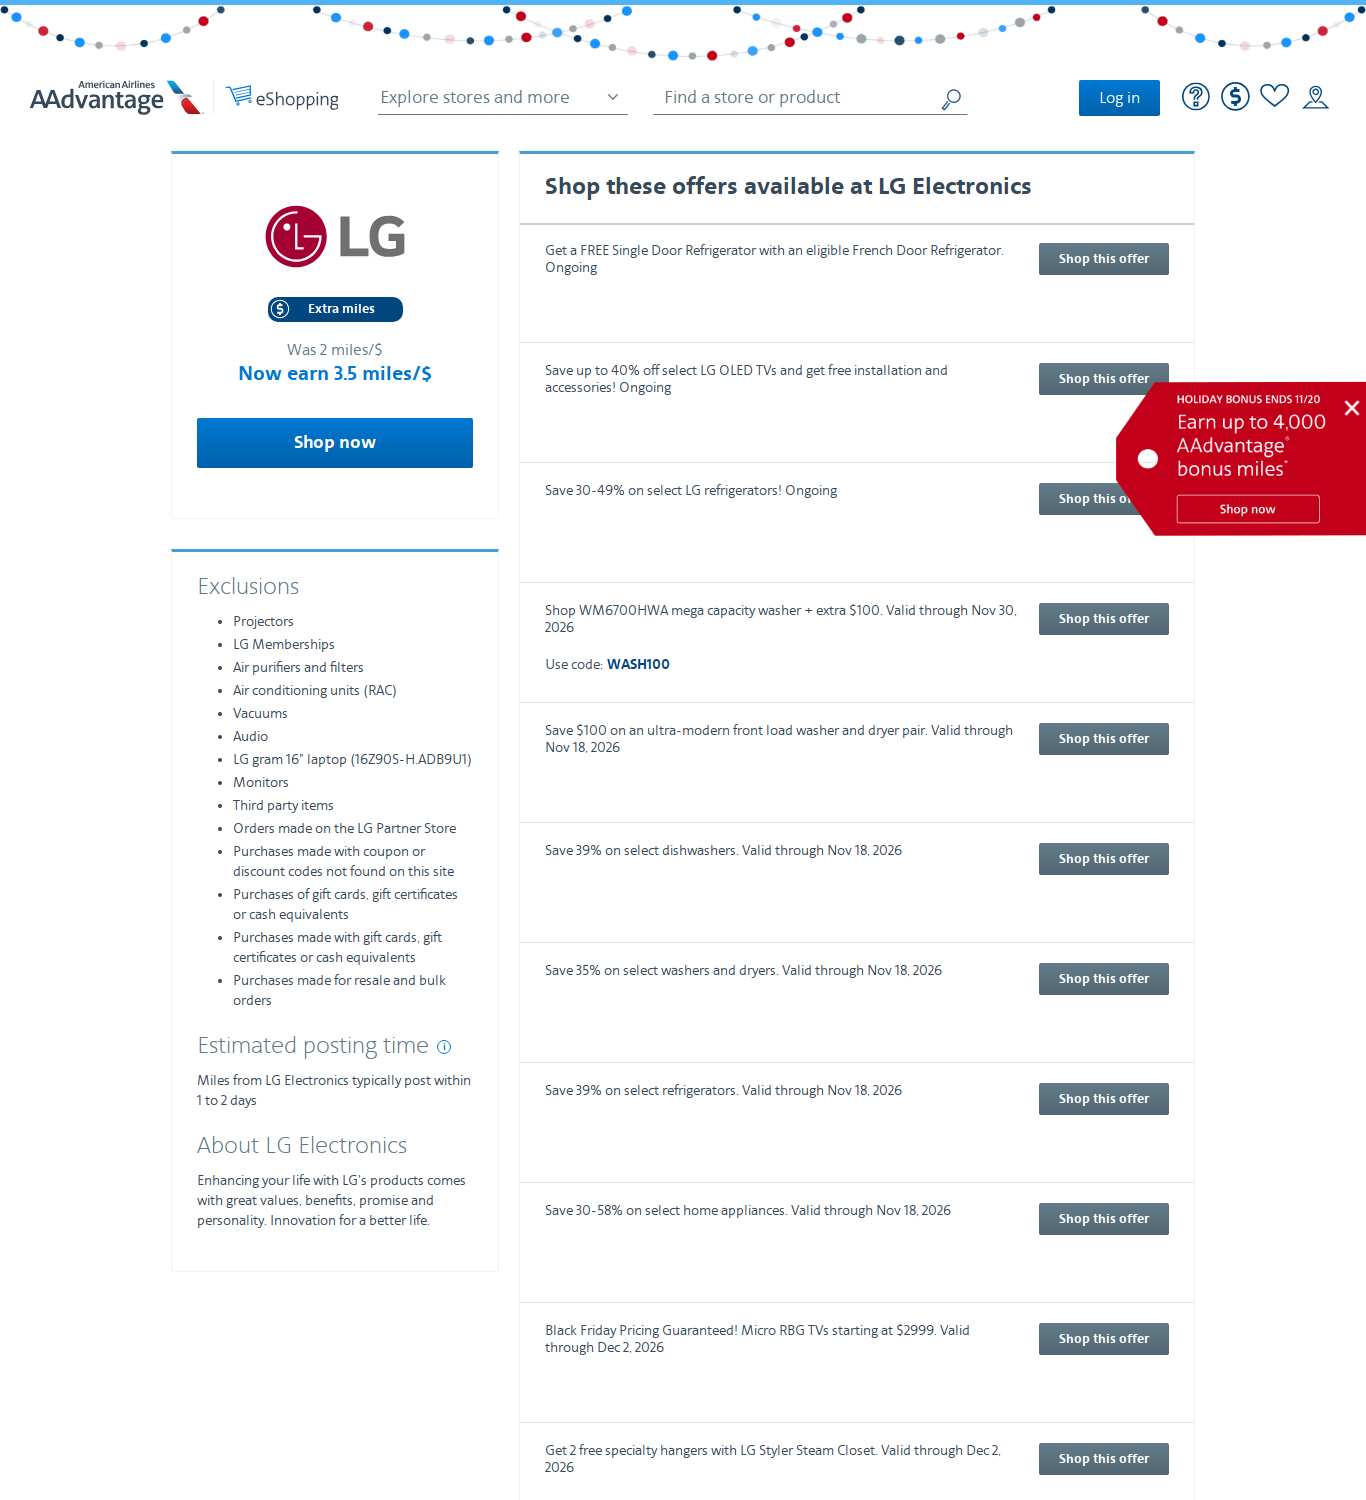 American Airlines
AAdvantage
eShopping
Explore stores and more
Find a store or product
Log in
LG
Extra miles
Was 2 miles/$
Now earn 3.5 miles/$
Shop now
Exclusions
Projectors
LG Memberships
Air purifiers and filters
Air conditioning units (RAC)
Vacuums
Audio
LG gram 16" laptop (16Z90S-H.ADB9U1)
Monitors
Third party items
Orders made on the LG Partner Store
Purchases made with coupon or
discount codes not found on this site
Purchases of gift cards, gift certificates
or cash equivalents
Purchases made with gift cards, gift
certificates or cash equivalents
Purchases made for resale and bulk
orders
Estimated posting time
Miles from LG Electronics typically post within
1 to 2 days
About LG Electronics
Enhancing your life with LG's products comes
with great values, benefits, promise and
personality. Innovation for a better life.
Shop these offers available at LG Electronics
Get a FREE Single Door Refrigerator with an eligible French Door Refrigerator.
Ongoing
Shop this offer
Save up to 40% off select LG OLED TVs and get free installation and
accessories! Ongoing
Shop this offer
Save 30-49% on select LG refrigerators! Ongoing
Shop this
Shop WM6700HWA mega capacity washer + extra $100. Valid through Nov 30,
2026
Use code: WASH100
Shop this offer
Save $100 on an ultra-modern front load washer and dryer pair. Valid through
Nov 18, 2026
Shop this offer
Save 39% on select dishwashers. Valid through Nov 18, 2026
Shop this offer
Save 35% on select washers and dryers. Valid through Nov 18, 2026
Shop this offer
Save 39% on select refrigerators. Valid through Nov 18, 2026
Shop this offer
Save 30-58% on select home appliances. Valid through Nov 18, 2026
Shop this offer
Black Friday Pricing Guaranteed! Micro RBG TVs starting at $2999. Valid
through Dec 2, 2026
Shop this offer
Get 2 free specialty hangers with LG Styler Steam Closet. Valid through Dec 2,
2026
Shop this offer
HOLIDAY BONUS ENDS 11/20
Earn up to 4,000
AAdvantage®
bonus miles*
Shop now